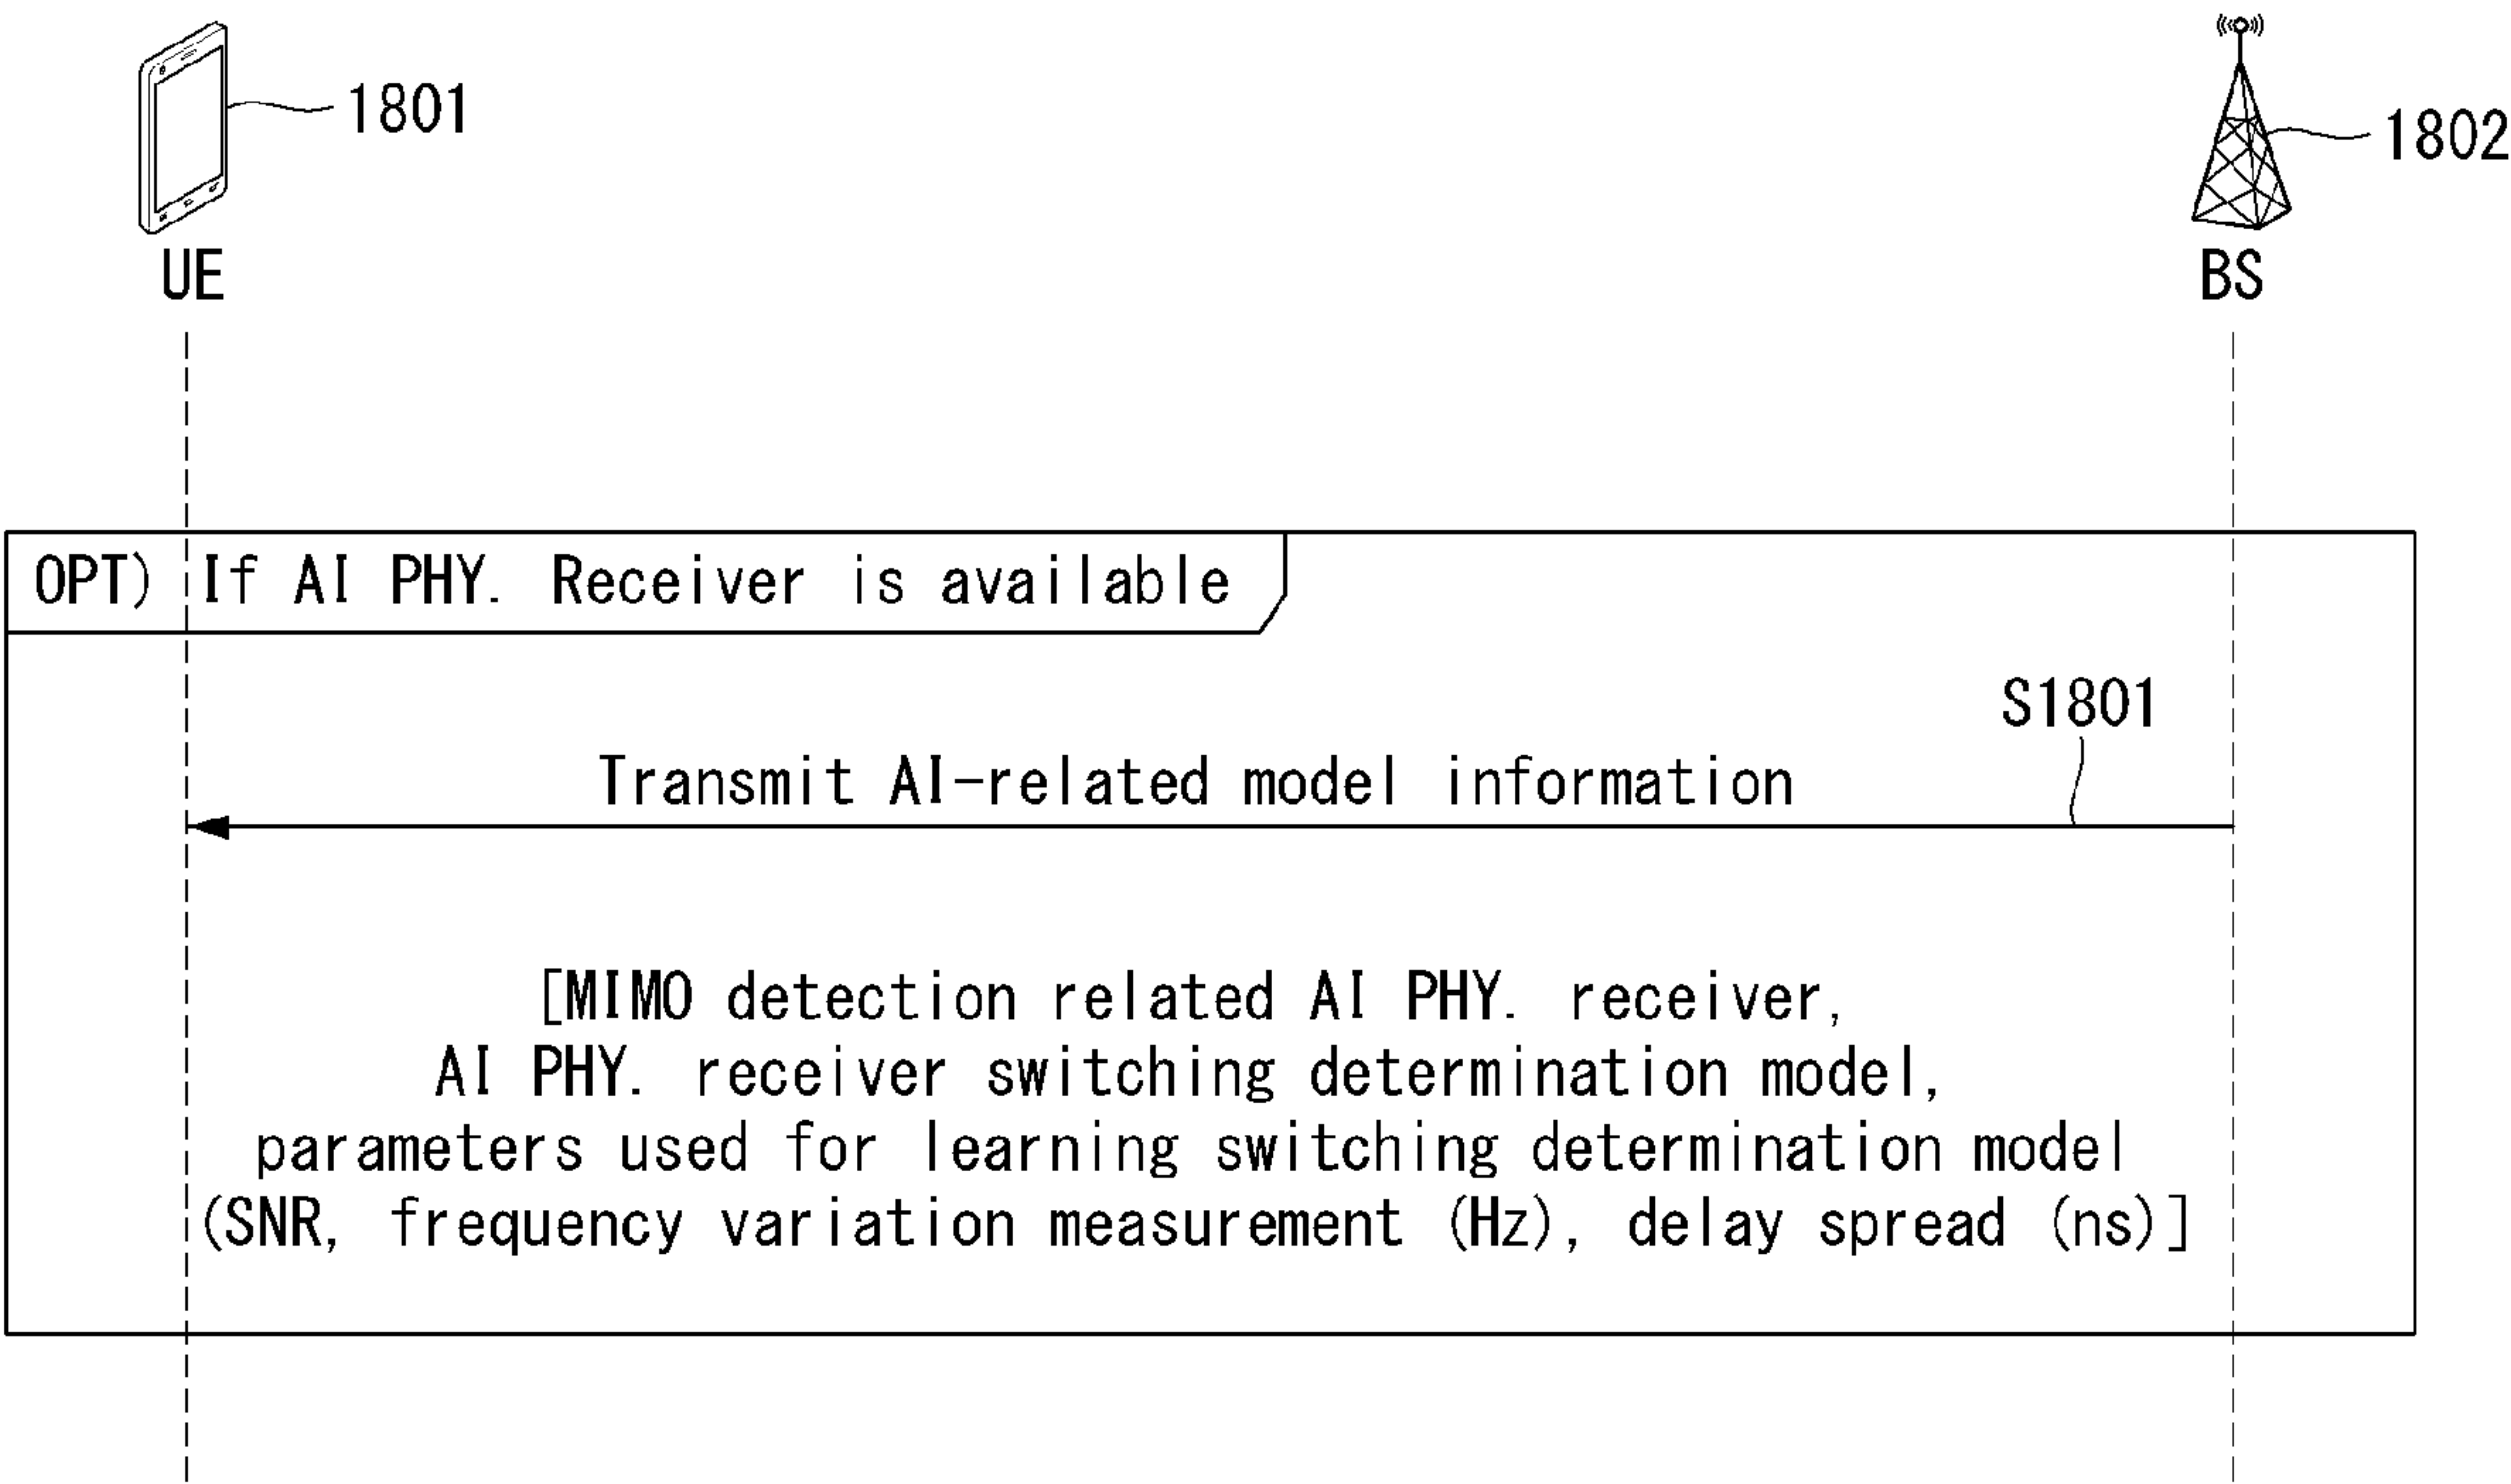 1801
1802
UE
BS
OPT) If AI PHY. Receiver is available
S1801
Transmit AI-related model information
[MIMO detection related AI PHY. receiver,
AI PHY. receiver switching determination model,
parameters used for learning switching determination model
(SNR, frequency variation measurement (Hz), delay spread (ns)]